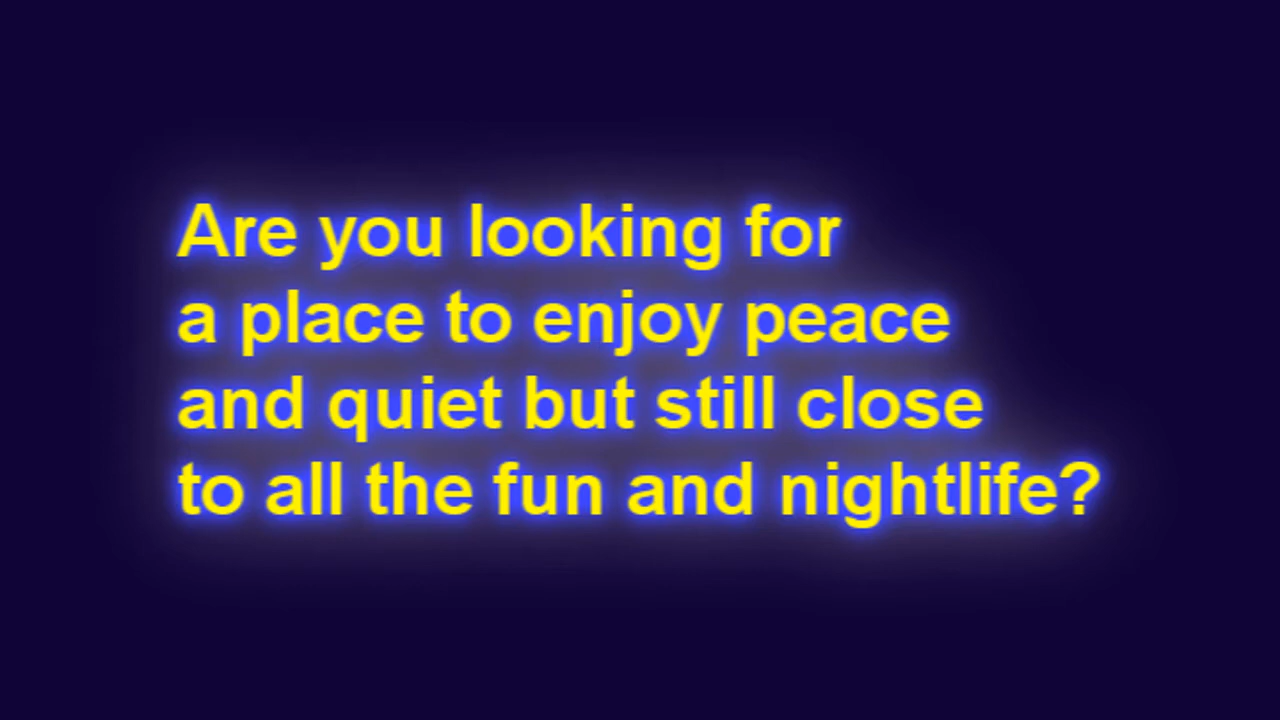 Are you looking for
a place to enjoy peace
and quiet but still close
to all the fun and nightlife?